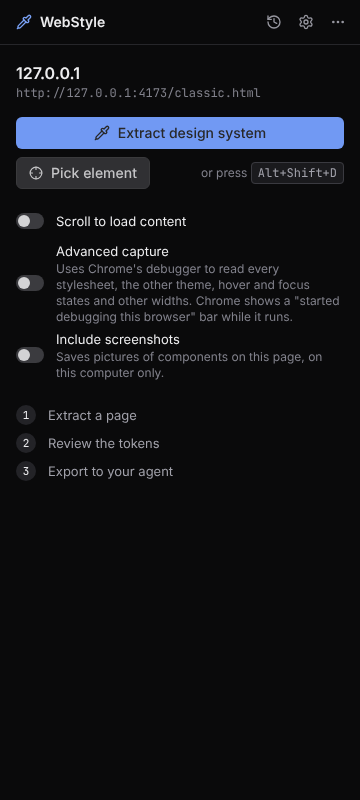 WebStyle
127.0.0.1
http://127.0.0.1:4173/classic.html
Extract design system
Pick element
or press Alt+Shift+D
Scroll to load content
Advanced capture
Uses Chrome's debugger to read every
stylesheet, the other theme, hover and focus
states and other widths. Chrome shows a "started
debugging this browser" bar while it runs.
Include screenshots
Saves pictures of components on this page, on
this computer only.
1 Extract a page
2 Review the tokens
3 Export to your agent